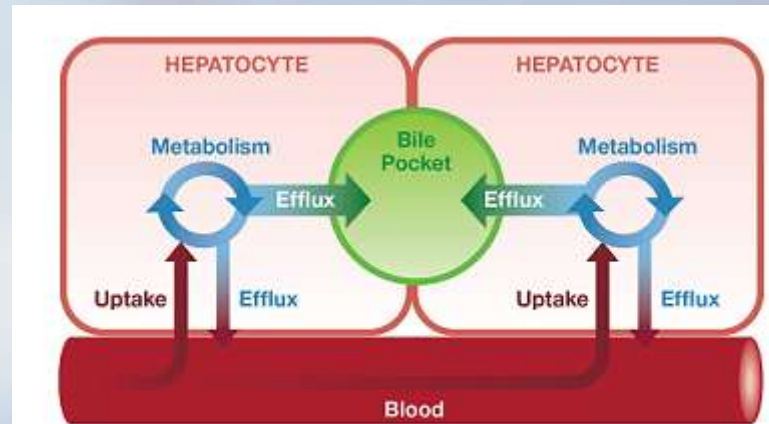 HEPATOCYTE
HEPATOCYTE
Metabolism
Bile
Pocket
Metabolism
Efflux
Efflux
Uptake
Efflux
Uptake
Efflux
Blood